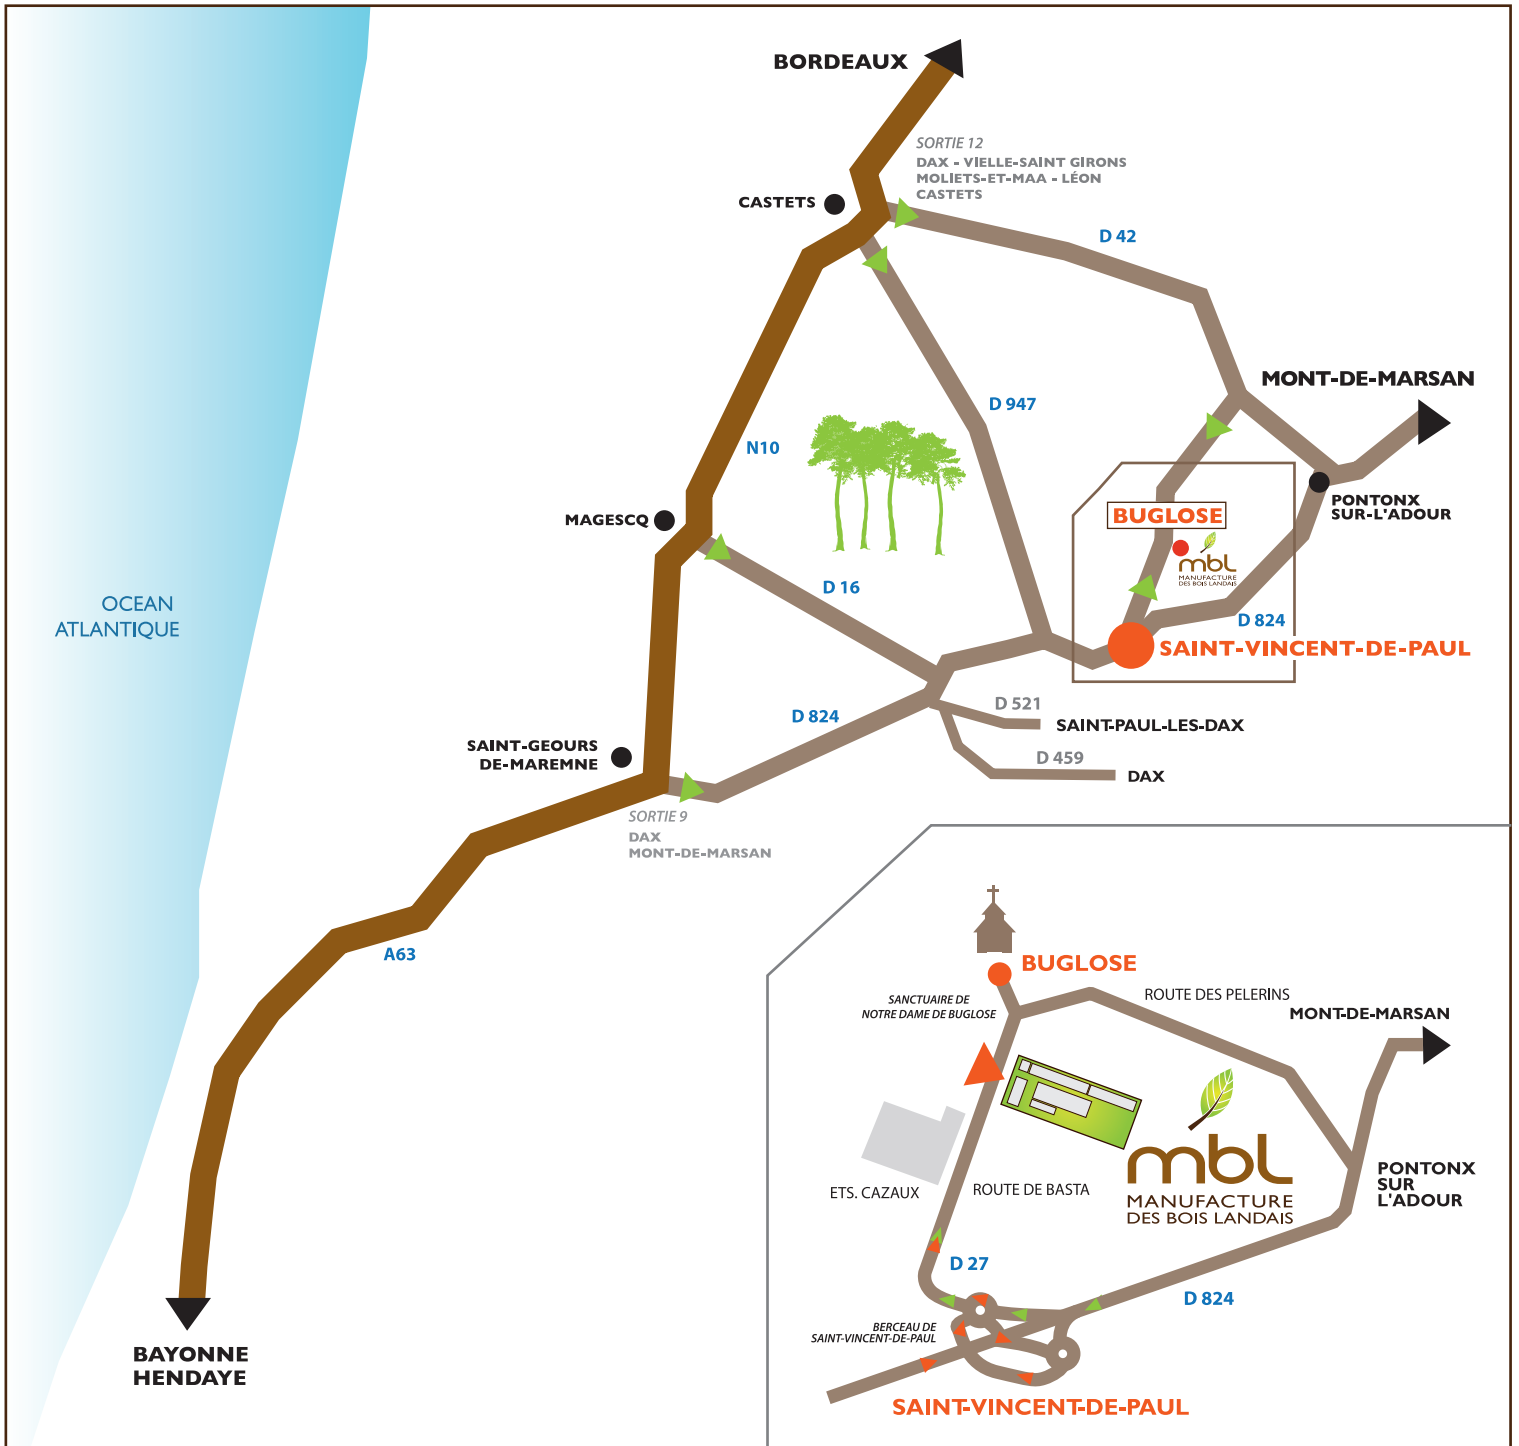 BORDEAUX
SORTIE 12
DAX - VIELLE-SAINT GIRONS
MOLIETS-ET-MAA - LÉON
CASTETS
CASTETS
D 42
MONT-DE-MARSAN
D 947
N10
PONTONX
SUR-L'ADOUR
BUGLOSE
mbl
MANUFACTURE
DES BOIS LANDAIS
MAGESCQ
D 16
OCEAN
ATLANTIQUE
D 824
SAINT-VINCENT-DE-PAUL
D 521
D 824
SAINT-PAUL-LES-DAX
SAINT-GEOURS
DE-MAREMNE
D 459
DAX
SORTIE 9
DAX
MONT-DE-MARSAN
A63
BUGLOSE
SANCTUAIRE DE
NOTRE DAME DE BUGLOSE
ROUTE DES PELERINS
MONT-DE-MARSAN
mbl
MANUFACTURE
DES BOIS LANDAIS
PONTONX
SUR
L'ADOUR
ETS. CAZAUX
ROUTE DE BASTA
D 27
D 824
BERCEAU DE
SAINT-VINCENT-DE-PAUL
SAINT-VINCENT-DE-PAUL
BAYONNE
HENDAYE